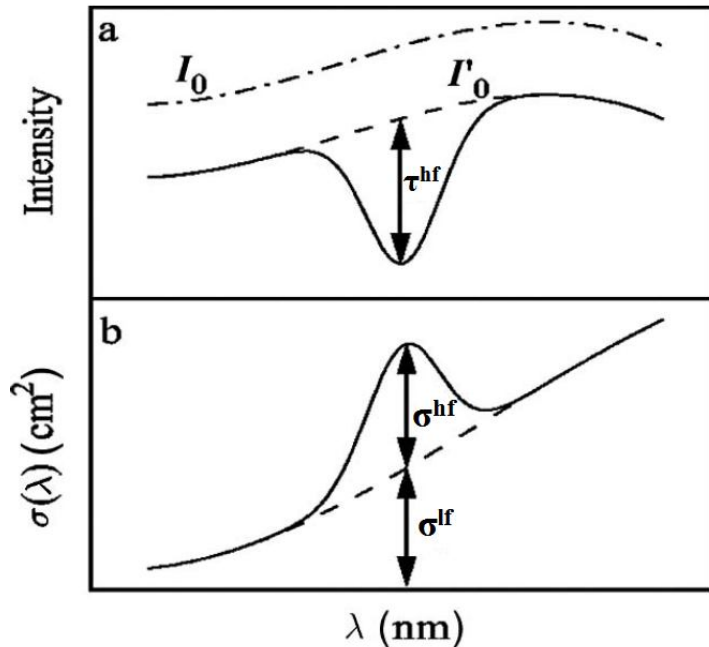 a
I₀
I'₀
Intensity
τʰᶠ
b
σ(λ) (cm²)
σʰᶠ
σˡᶠ
λ (nm)